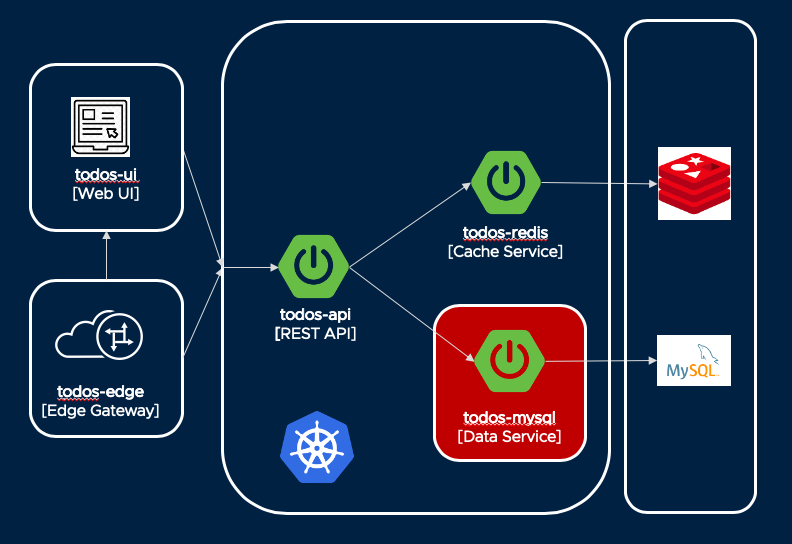 todos-ui
[Web UI]
todos-edge
[Edge Gateway]
todos-api
[REST API]
todos-redis
[Cache Service]
todos-mysql
[Data Service]
MySQL